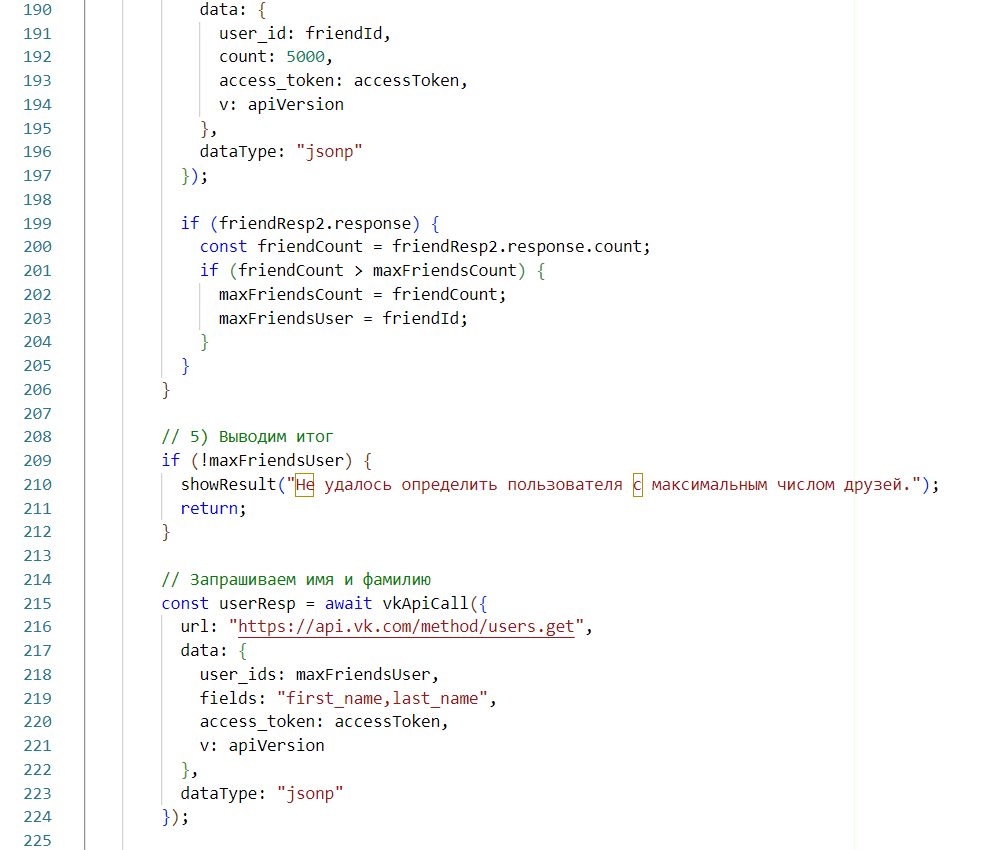 190 data: {
191 user_id: friendId,
192 count: 5000,
193 access_token: accessToken,
194 v: apiVersion
195 },
196 dataType: "jsonp"
197 });
198
199 if (friendResp2.response) {
200 const friendCount = friendResp2.response.count;
201 if (friendCount > maxFriendsCount) {
202 maxFriendsCount = friendCount;
203 maxFriendsUser = friendId;
204 }
205 }
206 }
207
208 // 5) Выводим итог
209 if (!maxFriendsUser) {
210 showResult("Не удалось определить пользователя с максимальным числом друзей.");
211 return;
212 }
213
214 // Запрашиваем имя и фамилию
215 const userResp = await vkApiCall({
216 url: "https://api.vk.com/method/users.get",
217 data: {
218 user_ids: maxFriendsUser,
219 fields: "first_name,last_name",
220 access_token: accessToken,
221 v: apiVersion
222 },
223 dataType: "jsonp"
224 });
225